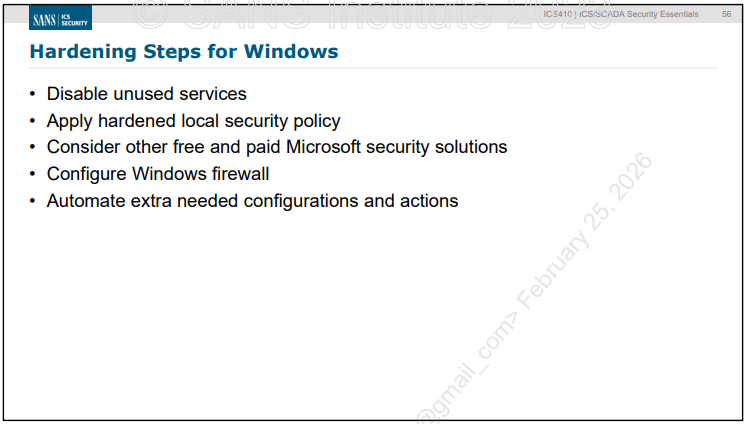 © SANS Institute 2026
SANS | ICS SECURITY
ICS410 | ICS/SCADA Security Essentials 56
Hardening Steps for Windows
• Disable unused services
• Apply hardened local security policy
• Consider other free and paid Microsoft security solutions
• Configure Windows firewall
• Automate extra needed configurations and actions
@gmail_com> February 25, 2026